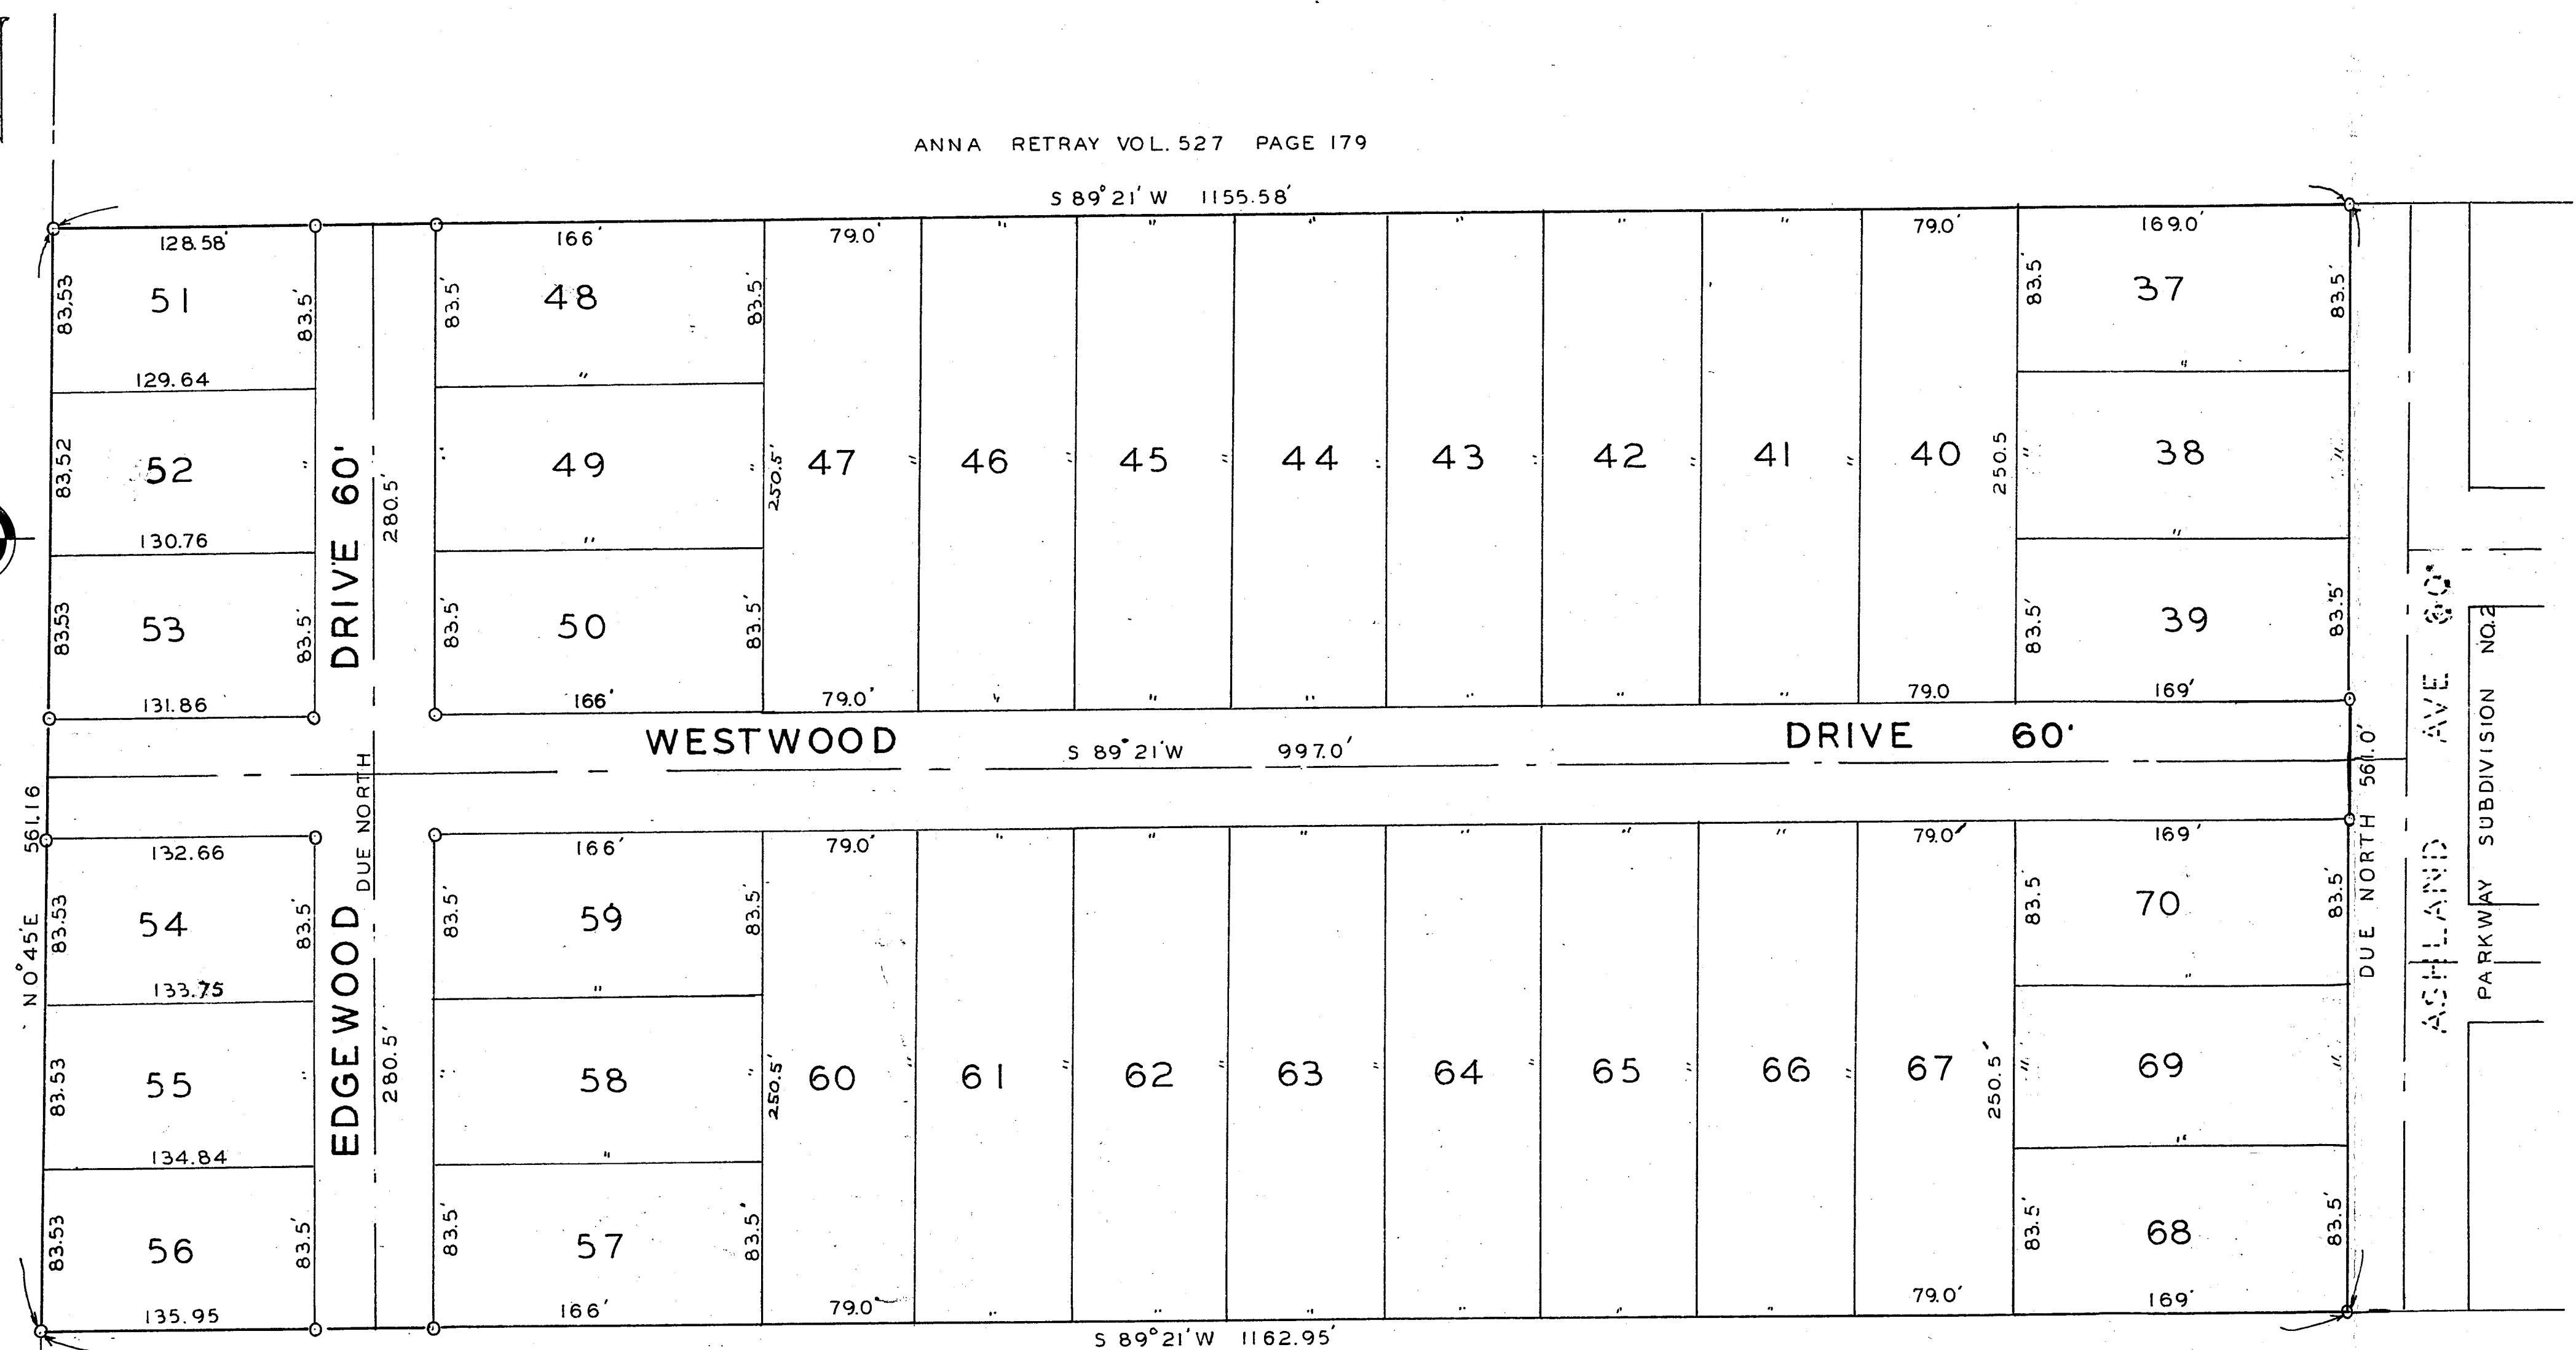 ANNA RETRAY VOL. 527 PAGE 179
S 89° 21' W 1155.58'
128.58' 166' 79.0' " " " " " " 79.0' 169.0'
83.53 51 83.5' 83.5' 48 83.5' 83.5' 37 83.5'
129.64 " "
83.52 52 " " 49 " 250.5' 47 " 46 " 45 " 44 " 43 " 42 " 41 " 40 250.5 " 38 "
130.76 " "
83.53 53 83.5' 83.5' 50 83.5' 83.5' 39 83.5'
131.86 166' 79.0' " " " " " " 79.0 169'
DRIVE 60'
280.5'
WESTWOOD DRIVE 60'
S 89° 21' W 997.0'
N 0° 45' E 561.16
DUE NORTH
EDGEWOOD
280.5'
132.66 166' 79.0' " " " " " " 79.0' 169'
83.53 54 83.5' 83.5' 59 83.5' 83.5' 70 83.5'
133.75 " "
83.53 55 " " 58 " 250.5' 60 " 61 " 62 " 63 " 64 " 65 " 66 " 67 250.5' " 69 "
134.84 " "
83.53 56 83.5' 83.5' 57 83.5' 83.5' 68 83.5'
135.95 166' 79.0' " " " " " " 79.0' 169'
S 89° 21' W 1162.95'
DUE NORTH 561.0'
ASHLAND AVE 60'
PARKWAY SUBDIVISION NO. 2